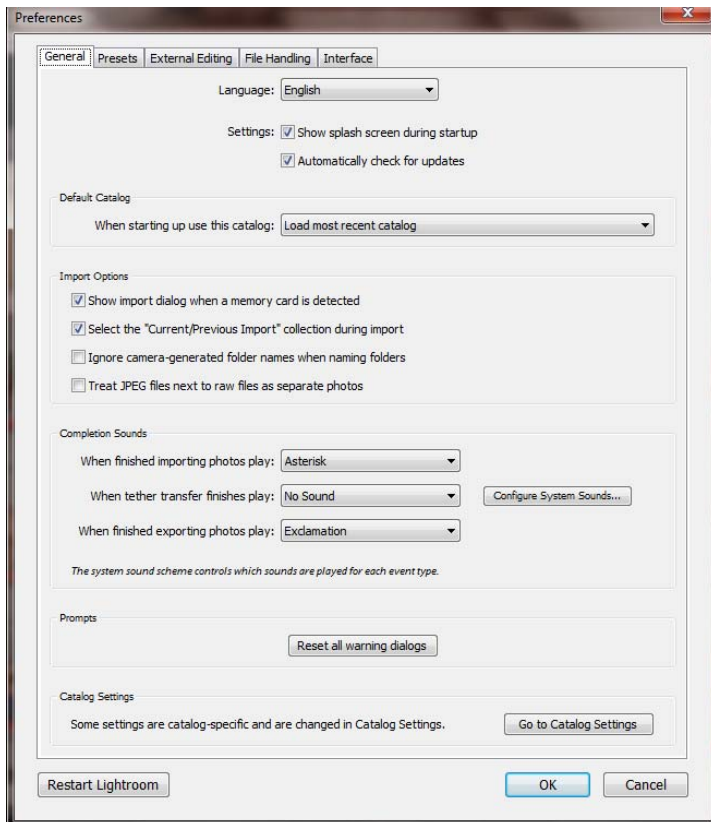 Preferences
X
General Presets External Editing File Handling Interface
Language: English
Settings: Show splash screen during startup
Automatically check for updates
Default Catalog
When starting up use this catalog: Load most recent catalog
Import Options
Show import dialog when a memory card is detected
Select the "Current/Previous Import" collection during import
Ignore camera-generated folder names when naming folders
Treat JPEG files next to raw files as separate photos
Completion Sounds
When finished importing photos play: Asterisk
When tether transfer finishes play: No Sound Configure System Sounds...
When finished exporting photos play: Exclamation
The system sound scheme controls which sounds are played for each event type.
Prompts
Reset all warning dialogs
Catalog Settings
Some settings are catalog-specific and are changed in Catalog Settings. Go to Catalog Settings
Restart Lightroom OK Cancel